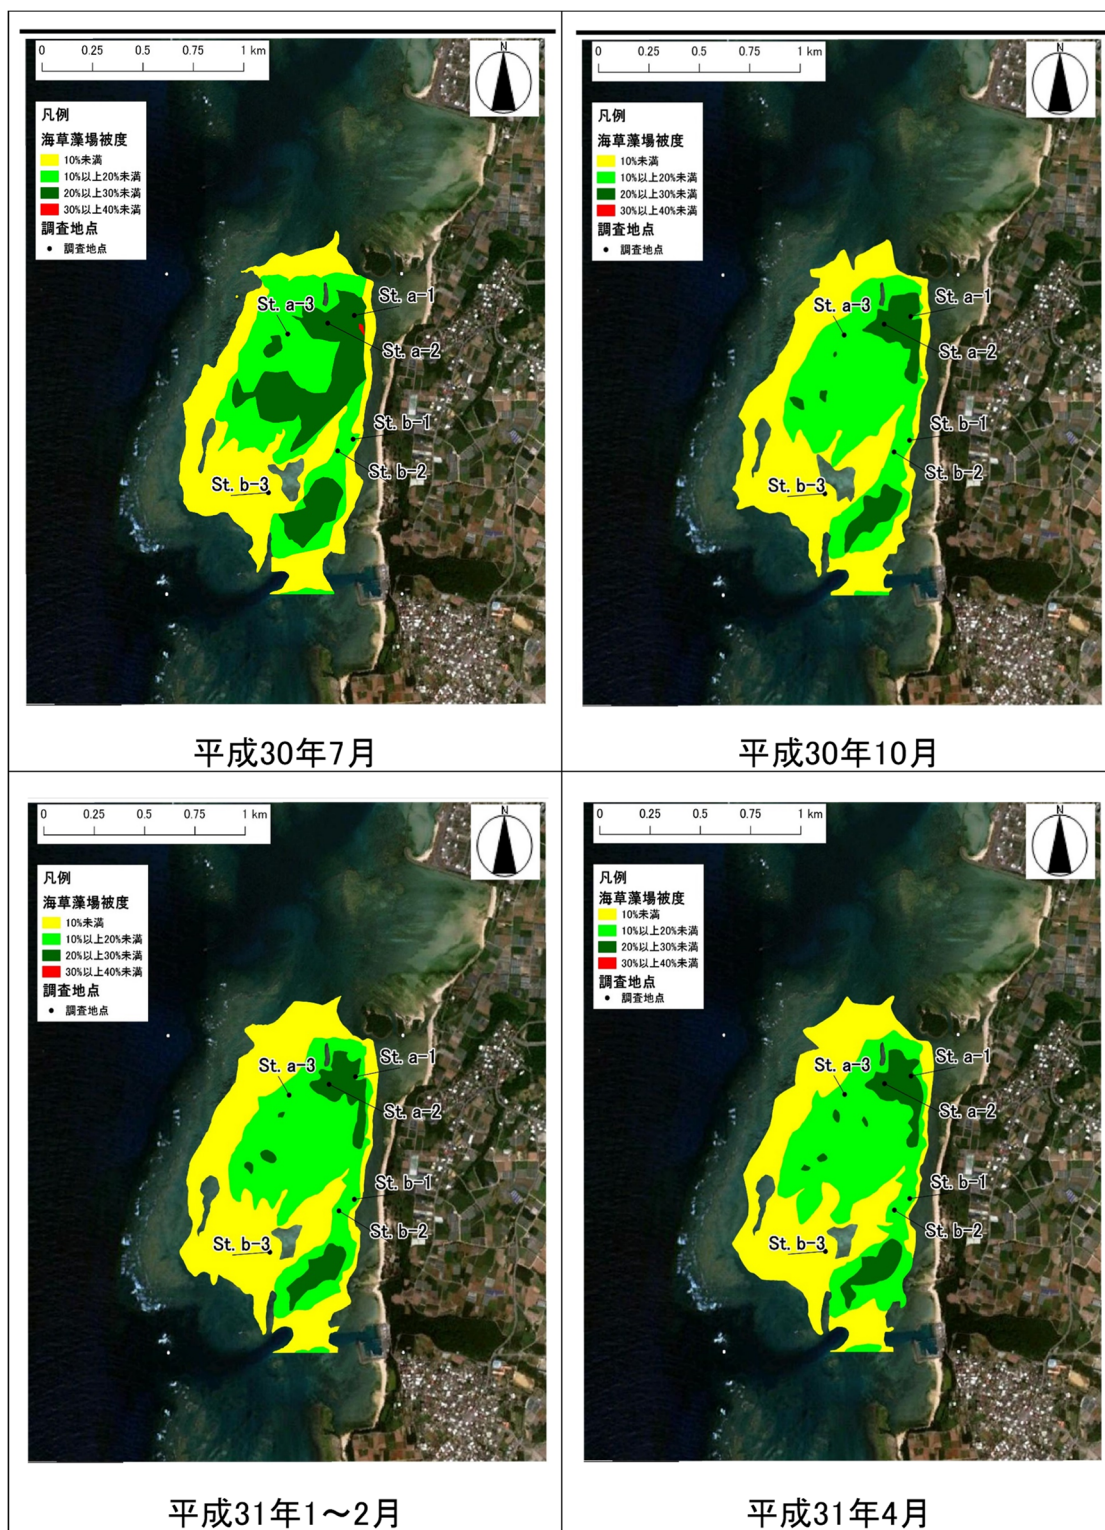 0 0.25 0.5 0.75 1 km
N
凡例
海草藻場被度
10%未満
10%以上20%未満
20%以上30%未満
30%以上40%未満
調査地点
調査地点
St. a-3
St. a-1
St. a-2
St. b-1
St. b-2
St. b-3
平成30年7月
0 0.25 0.5 0.75 1 km
N
凡例
海草藻場被度
10%未満
10%以上20%未満
20%以上30%未満
30%以上40%未満
調査地点
調査地点
St. a-3
St. a-1
St. a-2
St. b-1
St. b-2
St. b-3
平成30年10月
0 0.25 0.5 0.75 1 km
N
凡例
海草藻場被度
10%未満
10%以上20%未満
20%以上30%未満
30%以上40%未満
調査地点
調査地点
St. a-3
St. a-1
St. a-2
St. b-1
St. b-2
St. b-3
平成31年1～2月
0 0.25 0.5 0.75 1 km
N
凡例
海草藻場被度
10%未満
10%以上20%未満
20%以上30%未満
30%以上40%未満
調査地点
調査地点
St. a-3
St. a-1
St. a-2
St. b-1
St. b-2
St. b-3
平成31年4月